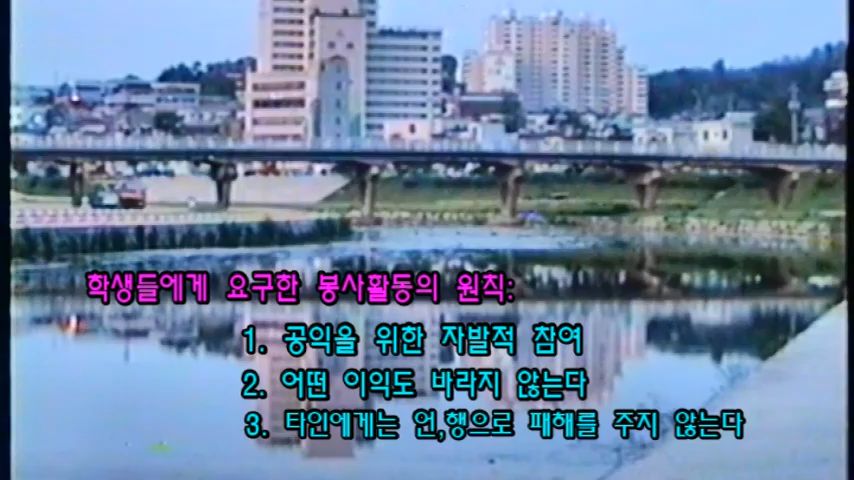 학생들에게 요구한 봉사활동의 원칙:
1. 공익을 위한 자발적 참여
2. 어떤 이익도 바라지 않는다
3. 타인에게는 언,행으로 패해를 주지 않는다